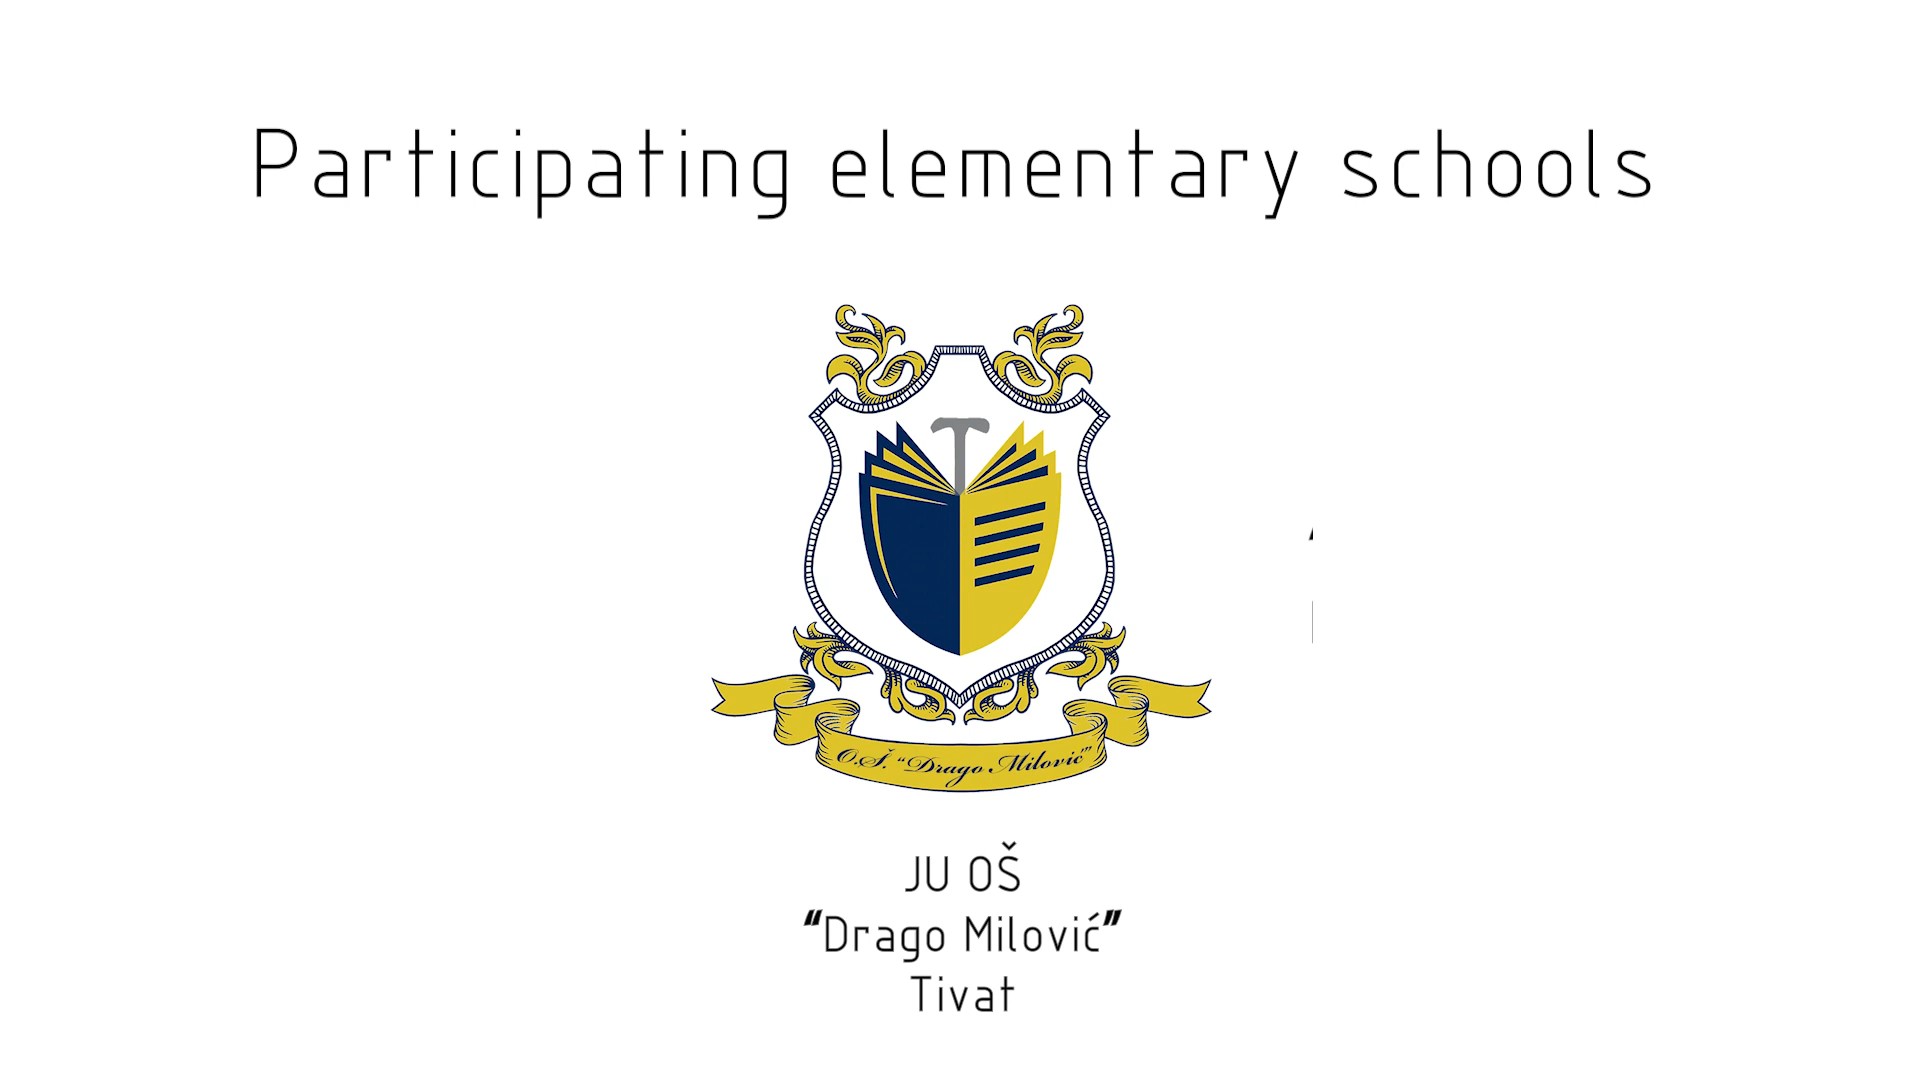 Participating elementary schools
O.Š. "Drago Milović"
JU OŠ
"Drago Milović"
Tivat